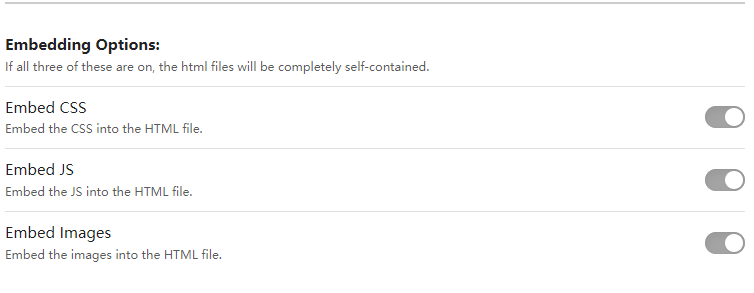 Embedding Options:
If all three of these are on, the html files will be completely self-contained.
Embed CSS
Embed the CSS into the HTML file.
Embed JS
Embed the JS into the HTML file.
Embed Images
Embed the images into the HTML file.